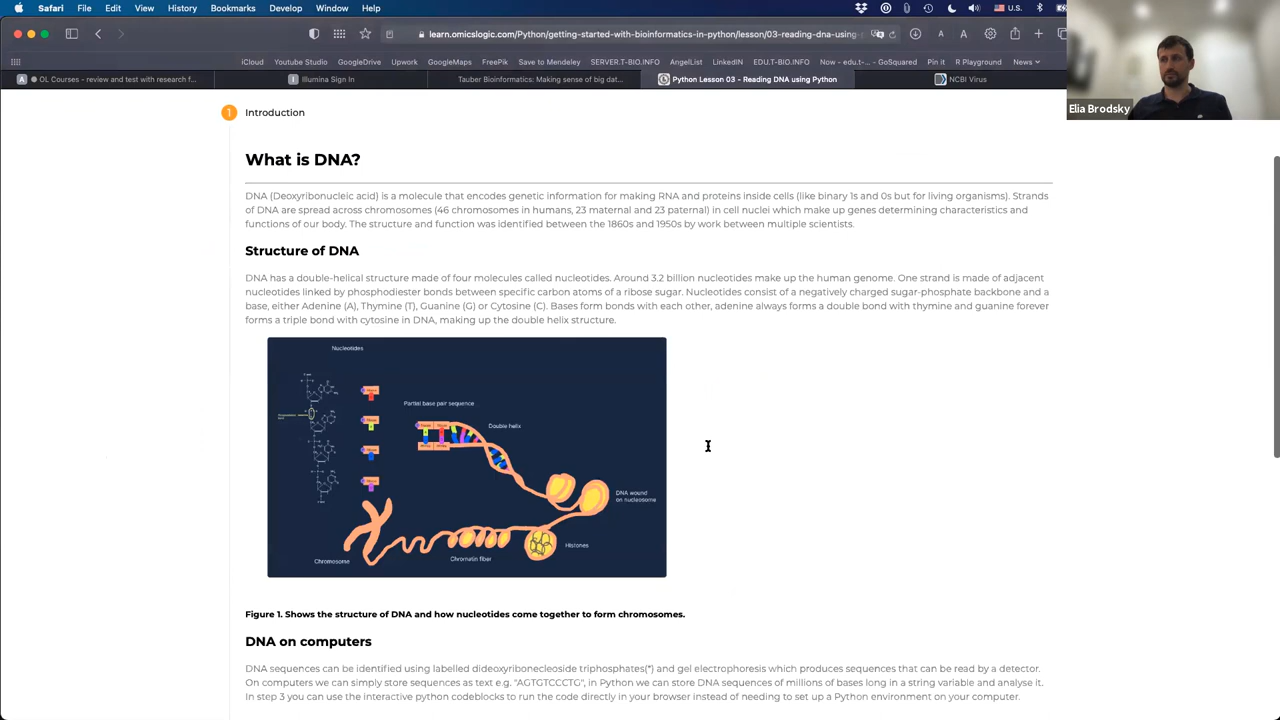 Safari File Edit View History Bookmarks Develop Window Help U.S.
learn.omicslogic.com/Python/getting-started-with-bioinformatics-in-python/lesson/03-reading-dna-using-
iCloud Youtube Studio GoogleDrive Upwork GoogleMaps FreePik Save to Mendeley SERVER.T-BIO.INFO AngelList LinkedIN EDU.T-BIO.INFO Now - edu.t-... - GoSquared Pin it R Playground News
A OL Courses - review and test with research f... I Illumina Sign In Tauber Bioinformatics: Making sense of big dat... Python Lesson 03 - Reading DNA using Python NCBI Virus
Elia Brodsky
1 Introduction
What is DNA?
DNA (Deoxyribonucleic acid) is a molecule that encodes genetic information for making RNA and proteins inside cells (like binary 1s and 0s but for living organisms). Strands
of DNA are spread across chromosomes (46 chromosomes in humans, 23 maternal and 23 paternal) in cell nuclei which make up genes determining characteristics and
functions of our body. The structure and function was identified between the 1860s and 1950s by work between multiple scientists.
Structure of DNA
DNA has a double-helical structure made of four molecules called nucleotides. Around 3.2 billion nucleotides make up the human genome. One strand is made of adjacent
nucleotides linked by phosphodiester bonds between specific carbon atoms of a ribose sugar. Nucleotides consist of a negatively charged sugar-phosphate backbone and a
base, either Adenine (A), Thymine (T), Guanine (G) or Cytosine (C). Bases form bonds with each other, adenine always forms a double bond with thymine and guanine forever
forms a triple bond with cytosine in DNA, making up the double helix structure.
Nucleotides
Partial base pair sequence
Double helix
DNA wound
on nucleosome
Histones
Chromatin fiber
Chromosome
Figure 1. Shows the structure of DNA and how nucleotides come together to form chromosomes.
DNA on computers
DNA sequences can be identified using labelled dideoxyribonecleoside triphosphates(*) and gel electrophoresis which produces sequences that can be read by a detector.
On computers we can simply store sequences as text e.g. "AGTGTCCCTG", in Python we can store DNA sequences of millions of bases long in a string variable and analyse it.
In step 3 you can use the interactive python codeblocks to run the code directly in your browser instead of needing to set up a Python environment on your computer.